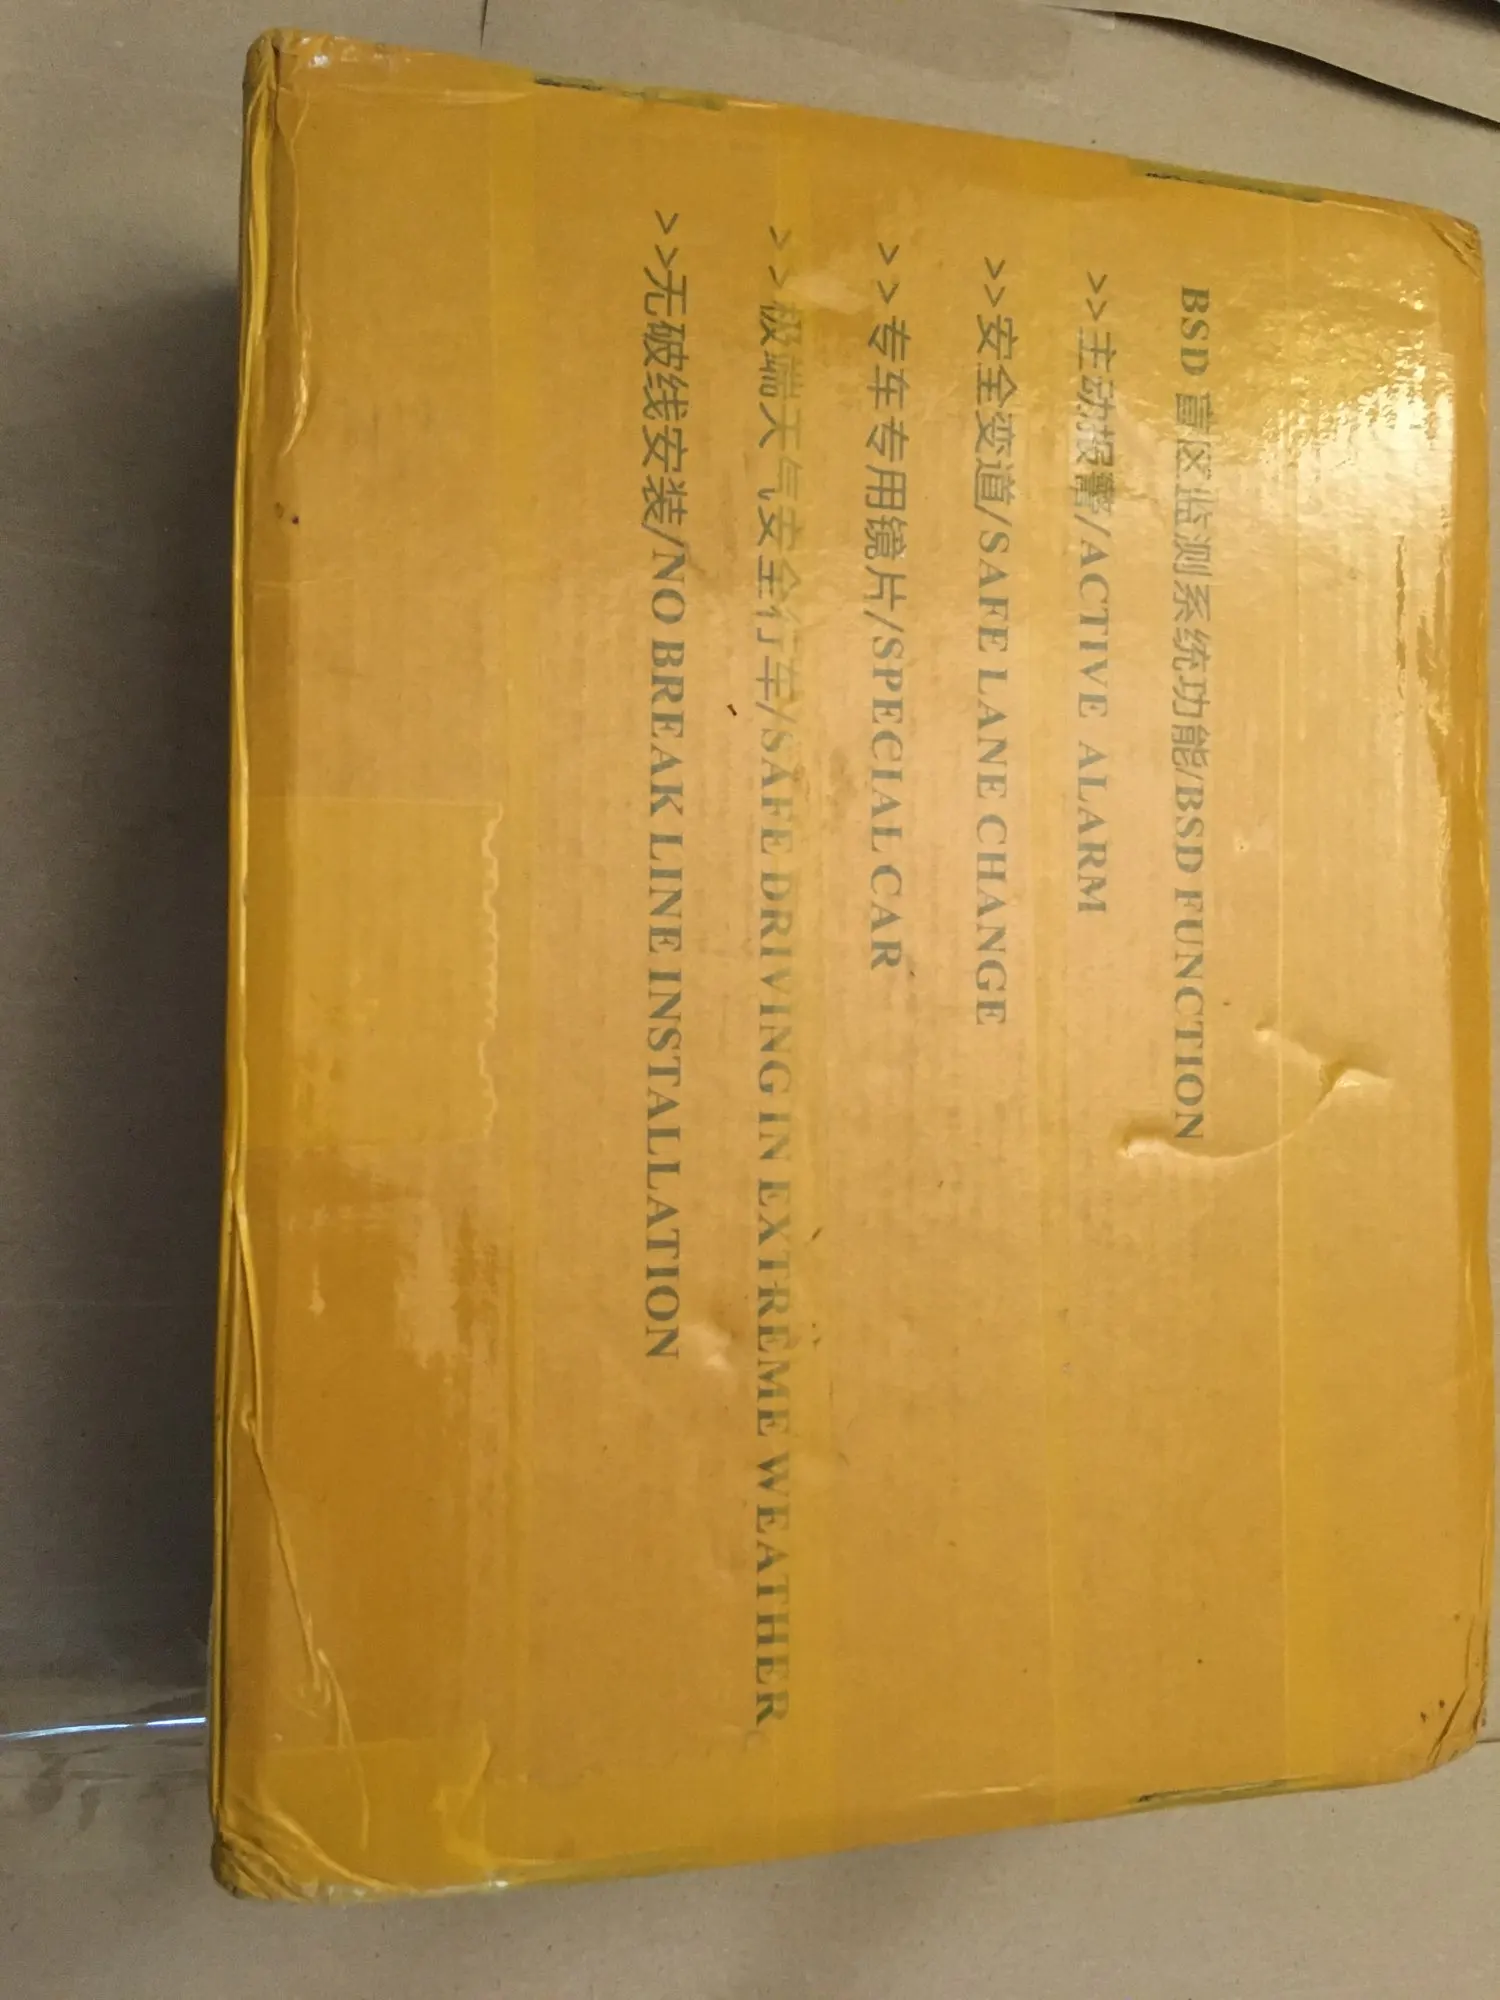 BSD 盲区监测系统功能/BSD FUNCTION
>>主动报警/ACTIVE ALARM
>>安全变道/SAFE LANE CHANGE
>>专车专用镜片/SPECIAL CAR
>>极端天气安全行车/SAFE DRIVING IN EXTREME WEATHER
>>无破线安装/NO BREAK LINE INSTALLATION